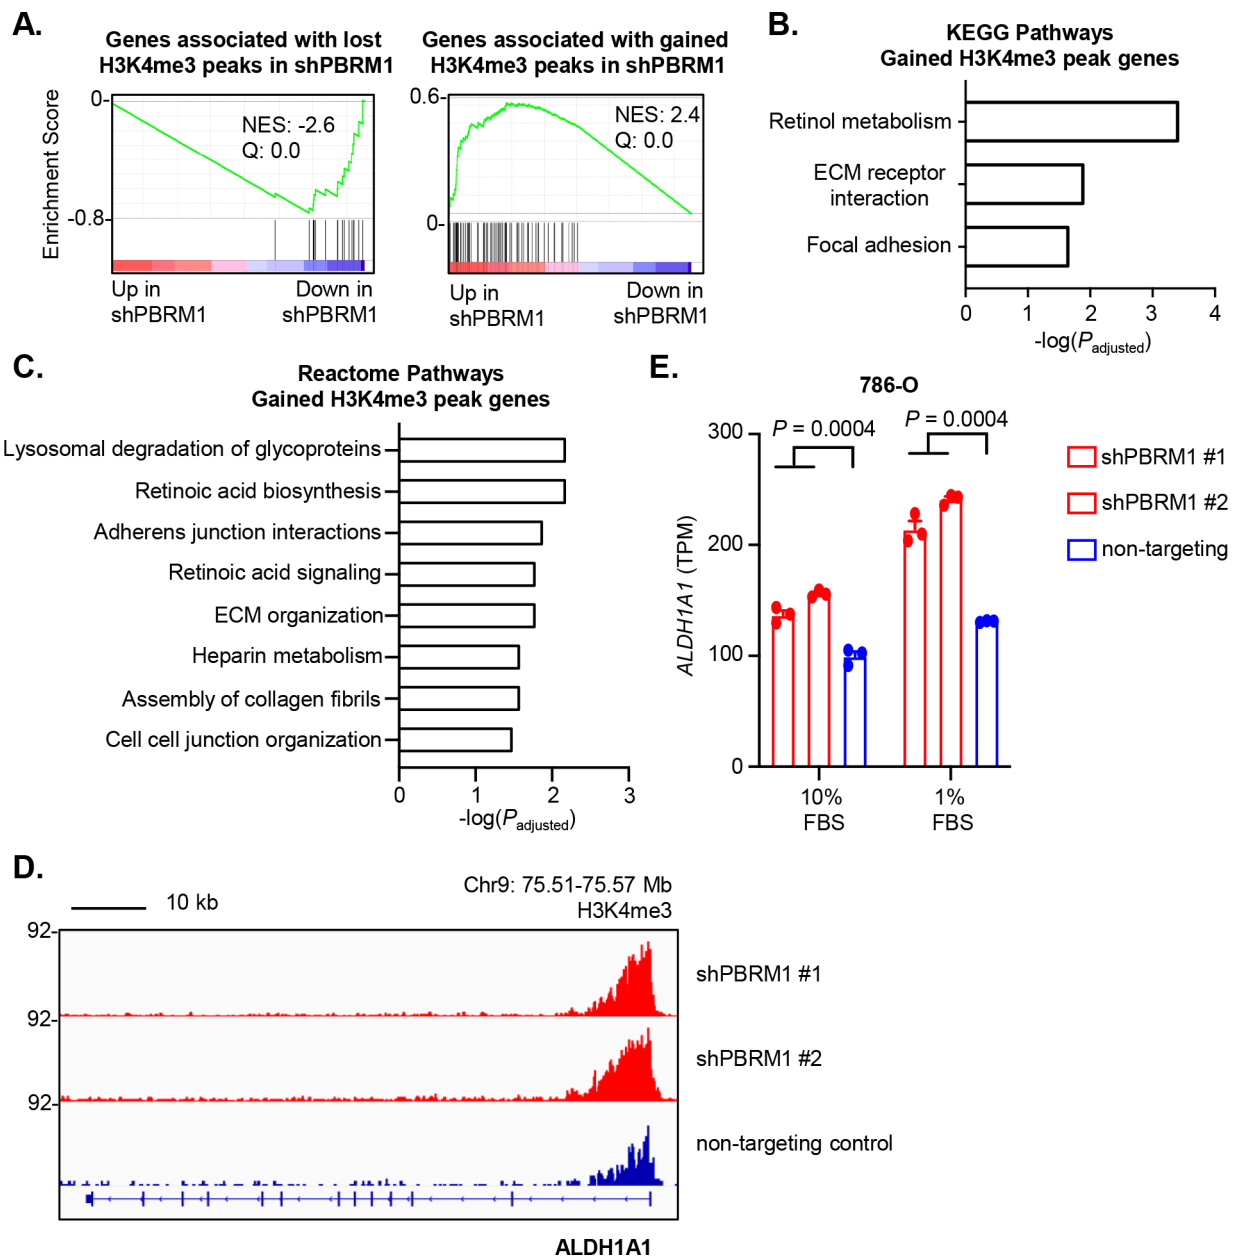 A.
Genes associated with lost
H3K4me3 peaks in shPBRM1
Genes associated with gained
H3K4me3 peaks in shPBRM1
Enrichment Score
0
-0.8
NES: -2.6
Q: 0.0
Up in
shPBRM1
Down in
shPBRM1
0.6
0
NES: 2.4
Q: 0.0
Up in
shPBRM1
Down in
shPBRM1
B.
KEGG Pathways
Gained H3K4me3 peak genes
Retinol metabolism
ECM receptor
interaction
Focal adhesion
0 1 2 3 4
-log(Padjusted)
C.
Reactome Pathways
Gained H3K4me3 peak genes
Lysosomal degradation of glycoproteins
Retinoic acid biosynthesis
Adherens junction interactions
Retinoic acid signaling
ECM organization
Heparin metabolism
Assembly of collagen fibrils
Cell cell junction organization
0 1 2 3
-log(Padjusted)
E.
786-O
P = 0.0004
P = 0.0004
ALDH1A1 (TPM)
300
200
100
0
10%
FBS
1%
FBS
shPBRM1 #1
shPBRM1 #2
non-targeting
D.
10 kb
Chr9: 75.51-75.57 Mb
H3K4me3
92
92
92
shPBRM1 #1
shPBRM1 #2
non-targeting control
ALDH1A1